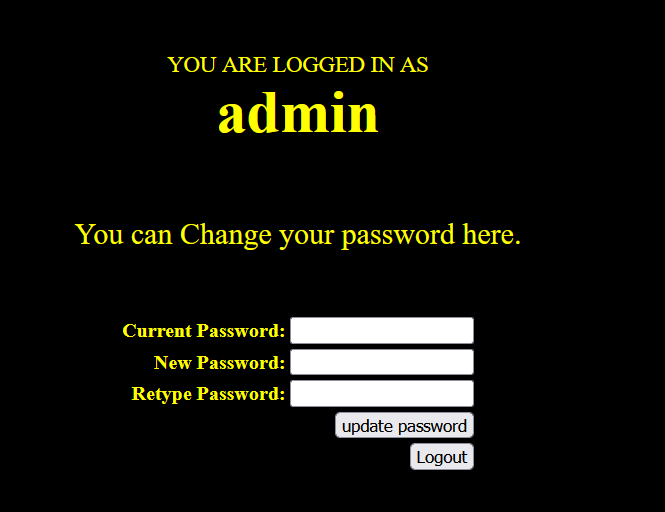 YOU ARE LOGGED IN AS
admin
You can Change your password here.
Current Password:
New Password:
Retype Password:
update password
Logout